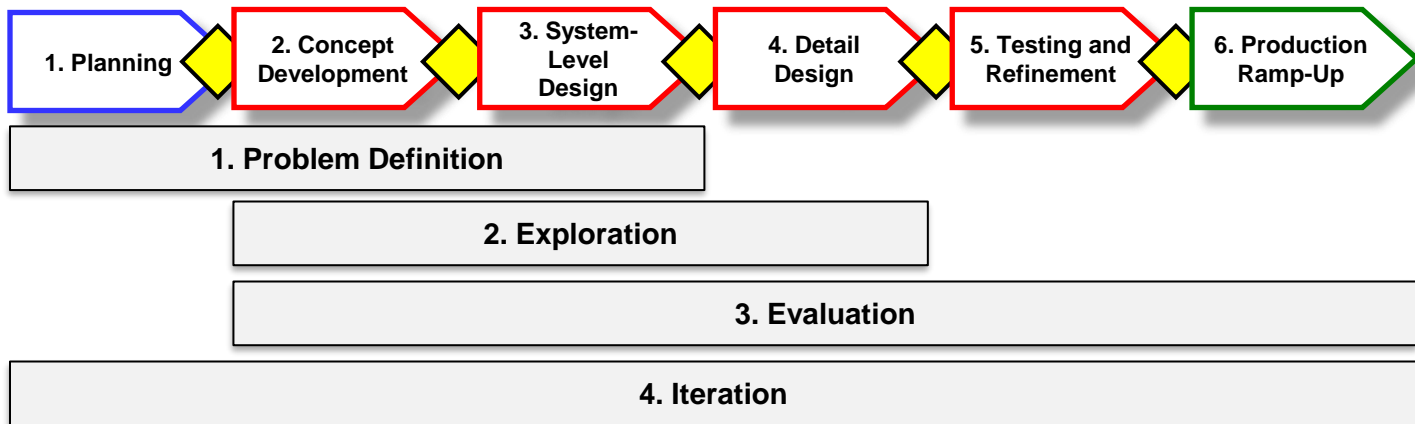 1. Planning
2. Concept
Development
3. System-
Level
Design
4. Detail
Design
5. Testing and
Refinement
6. Production
Ramp-Up
1. Problem Definition
2. Exploration
3. Evaluation
4. Iteration